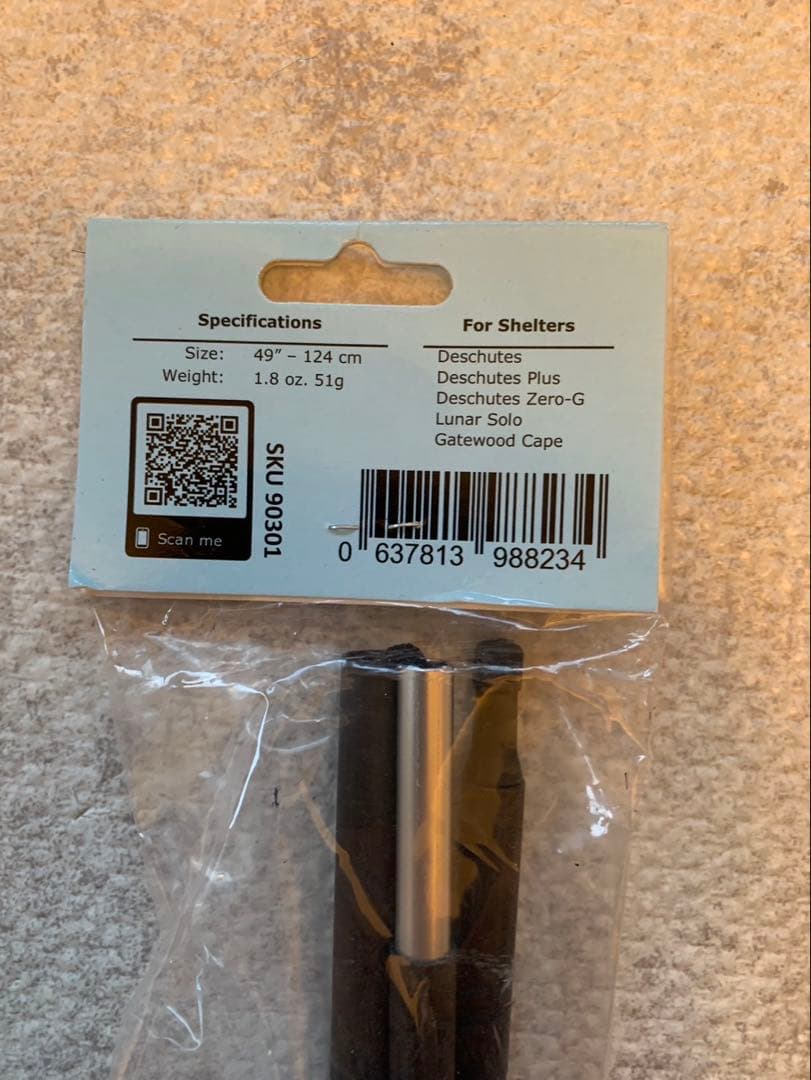 Specifications
Size: 49" – 124 cm
Weight: 1.8 oz. 51g
For Shelters
Deschutes
Deschutes Plus
Deschutes Zero-G
Lunar Solo
Gatewood Cape
Scan me
SKU 90301
0 637813 988234